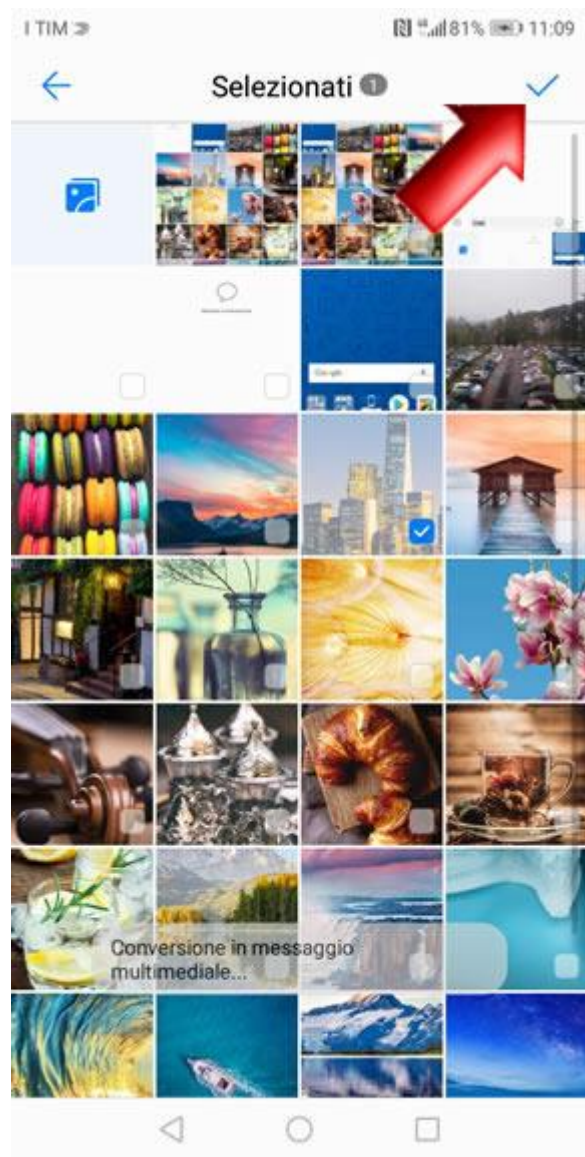 I TIM
81% 11:09
Selezionati 1
Google
Conversione in messaggio
multimediale...